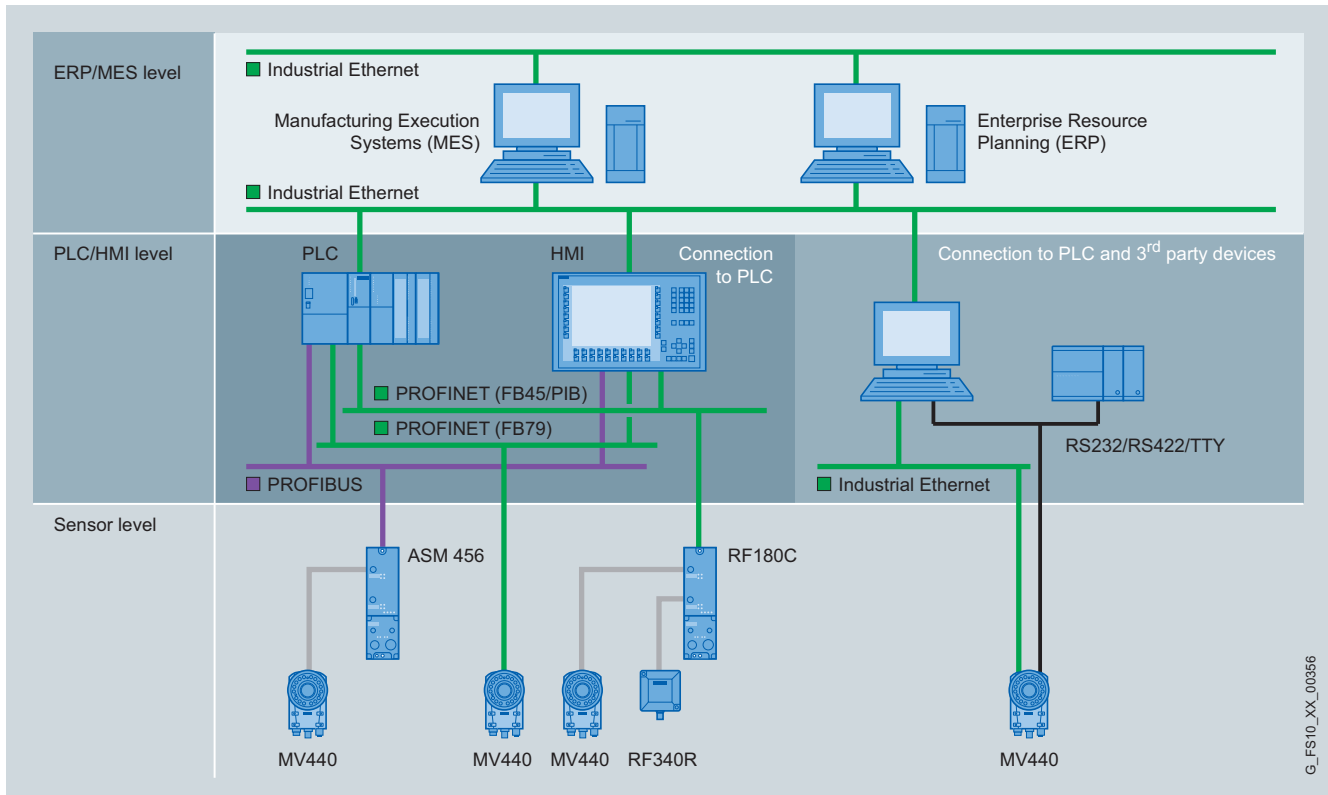 ERP/MES level
Industrial Ethernet
Manufacturing Execution
Systems (MES)
Enterprise Resource
Planning (ERP)
Industrial Ethernet
PLC/HMI level
PLC
HMI
Connection
to PLC
Connection to PLC and 3rd party devices
PROFINET (FB45/PIB)
PROFINET (FB79)
PROFIBUS
RS232/RS422/TTY
Industrial Ethernet
Sensor level
ASM 456
RF180C
MV440
MV440
MV440
RF340R
MV440
G_FS10_XX_00356